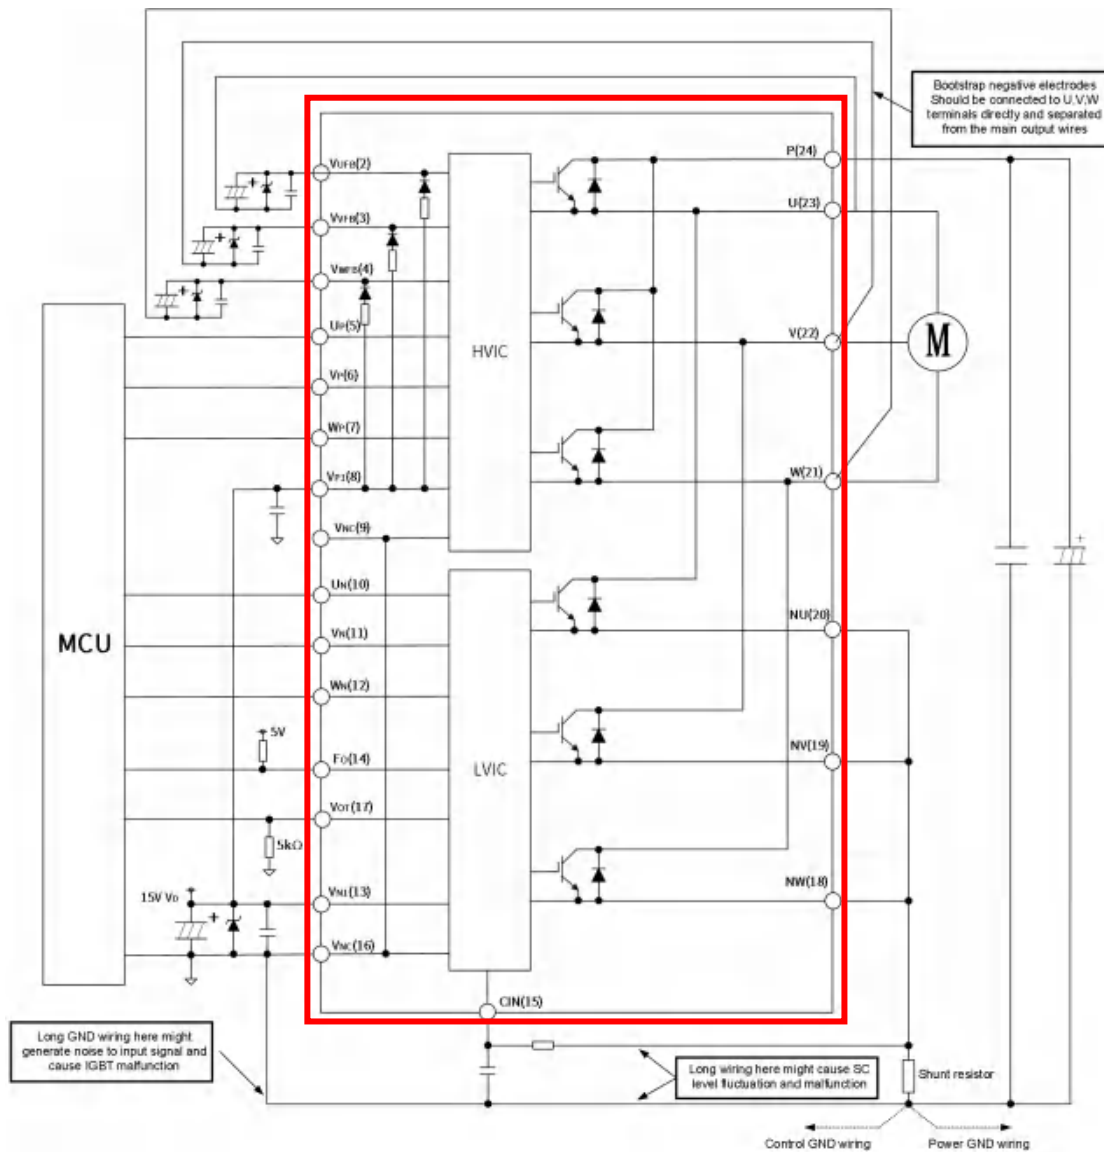 Bootstrap negative electrodes
Should be connected to U,V,W
terminals directly and separated
from the main output wires
VUFB(2)
P(24)
+
U(23)
VVFB(3)
+
VWFB(4)
+
UP(5)
HVIC
V(22)
M
VP(6)
WP(7)
W(21)
VP1(8)
VNC(9)
+
UN(10)
NU(20)
MCU
VN(11)
WN(12)
5V
FO(14)
LVIC
NV(19)
VOT(17)
5kΩ
15V VD
VN1(13)
NW(18)
+
VNC(16)
CIN(15)
Long GND wiring here might
generate noise to input signal and
cause IGBT malfunction
Long wiring here might cause SC
level fluctuation and malfunction
Shunt resistor
Control GND wiring
Power GND wiring